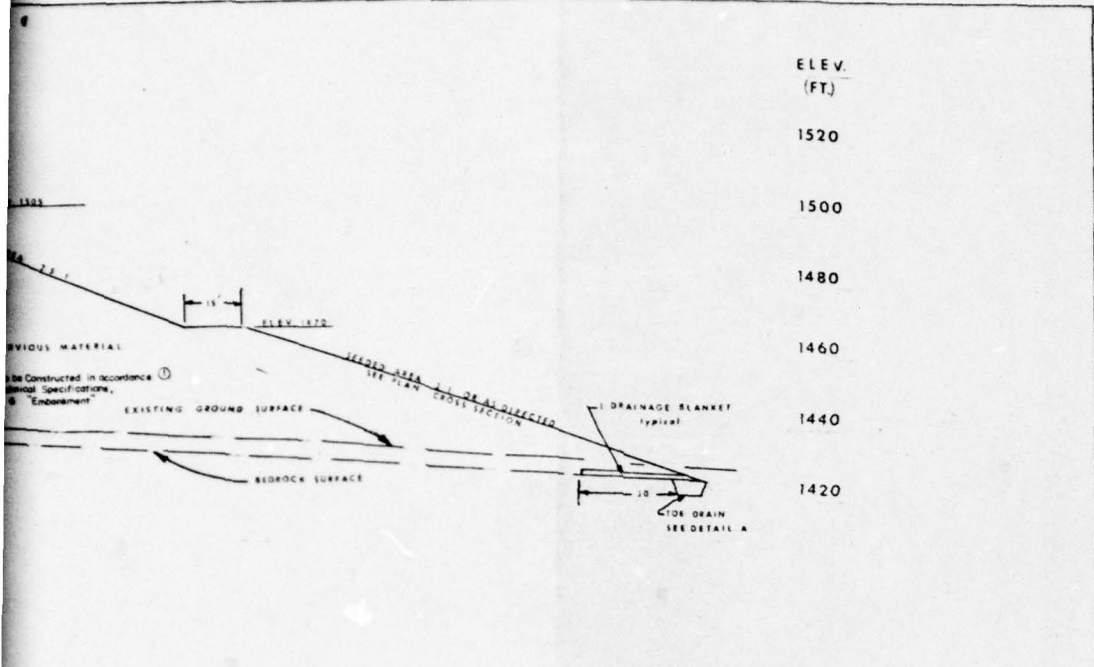 ELEV.
(FT.)
1520
1500
1480
1460
1440
1420
1505
15'
ELEV. 1470
VIOUS MATERIAL
be Constructed in accordance ①
Specifications,
"Embankment"
EXISTING GROUND SURFACE
BEDROCK SURFACE
SEEDED AREA OR AS DIRECTED
SEE PLAN CROSS SECTION
DRAINAGE BLANKET
typical
TOE DRAIN
SEE DETAIL A